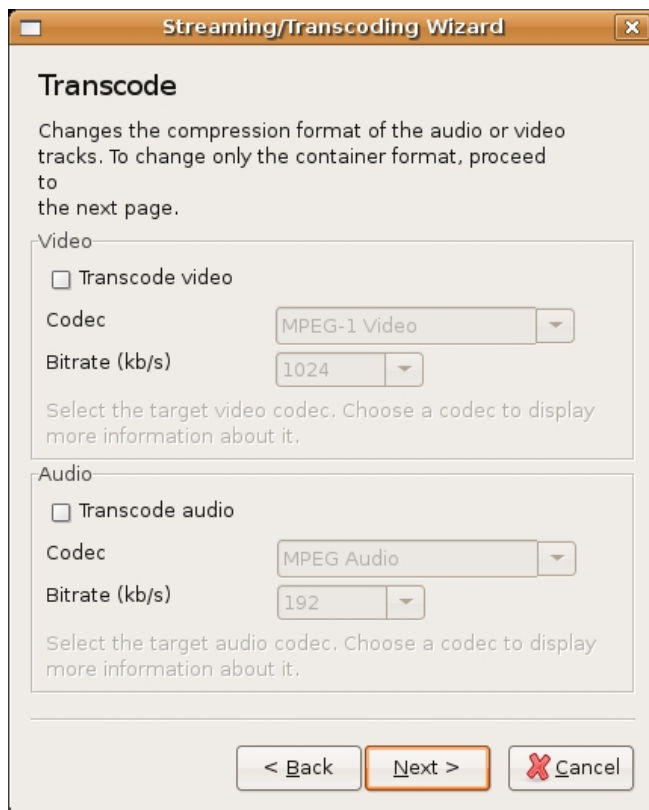 Streaming/Transcoding Wizard
Transcode
Changes the compression format of the audio or video
tracks. To change only the container format, proceed
to
the next page.
Video
Transcode video
Codec
MPEG-1 Video
Bitrate (kb/s)
1024
Select the target video codec. Choose a codec to display
more information about it.
Audio
Transcode audio
Codec
MPEG Audio
Bitrate (kb/s)
192
Select the target audio codec. Choose a codec to display
more information about it.
< Back
Next >
Cancel